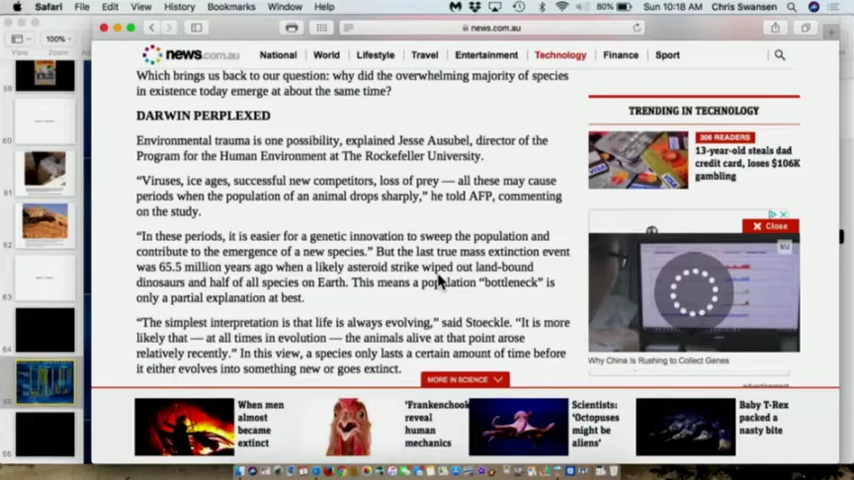 Safari File Edit View History Bookmarks Window Help
80% Sun 10:18 AM Chris Swansen
100%
View Zoom
news.com.au
news.com.au National World Lifestyle Travel Entertainment Technology Finance Sport
Which brings us back to our question: why did the overwhelming majority of species
in existence today emerge at about the same time?
DARWIN PERPLEXED
Environmental trauma is one possibility, explained Jesse Ausubel, director of the
Program for the Human Environment at The Rockefeller University.
“Viruses, ice ages, successful new competitors, loss of prey — all these may cause
periods when the population of an animal drops sharply,” he told AFP, commenting
on the study.
“In these periods, it is easier for a genetic innovation to sweep the population and
contribute to the emergence of a new species.” But the last true mass extinction event
was 65.5 million years ago when a likely asteroid strike wiped out land-bound
dinosaurs and half of all species on Earth. This means a population “bottleneck” is
only a partial explanation at best.
“The simplest interpretation is that life is always evolving,” said Stoeckle. “It is more
likely that — at all times in evolution — the animals alive at that point arose
relatively recently.” In this view, a species only lasts a certain amount of time before
it either evolves into something new or goes extinct.
MORE IN SCIENCE
TRENDING IN TECHNOLOGY
306 READERS
13-year-old steals dad
credit card, loses $106K
gambling
Close
Why China Is Rushing to Collect Genes
advertisement
When men
almost
became
extinct
'Frankenchook
reveal
human
mechanics
Scientists:
'Octopuses
might be
aliens'
Baby T-Rex
packed a
nasty bite
59
60
61
62
63
64
65
66